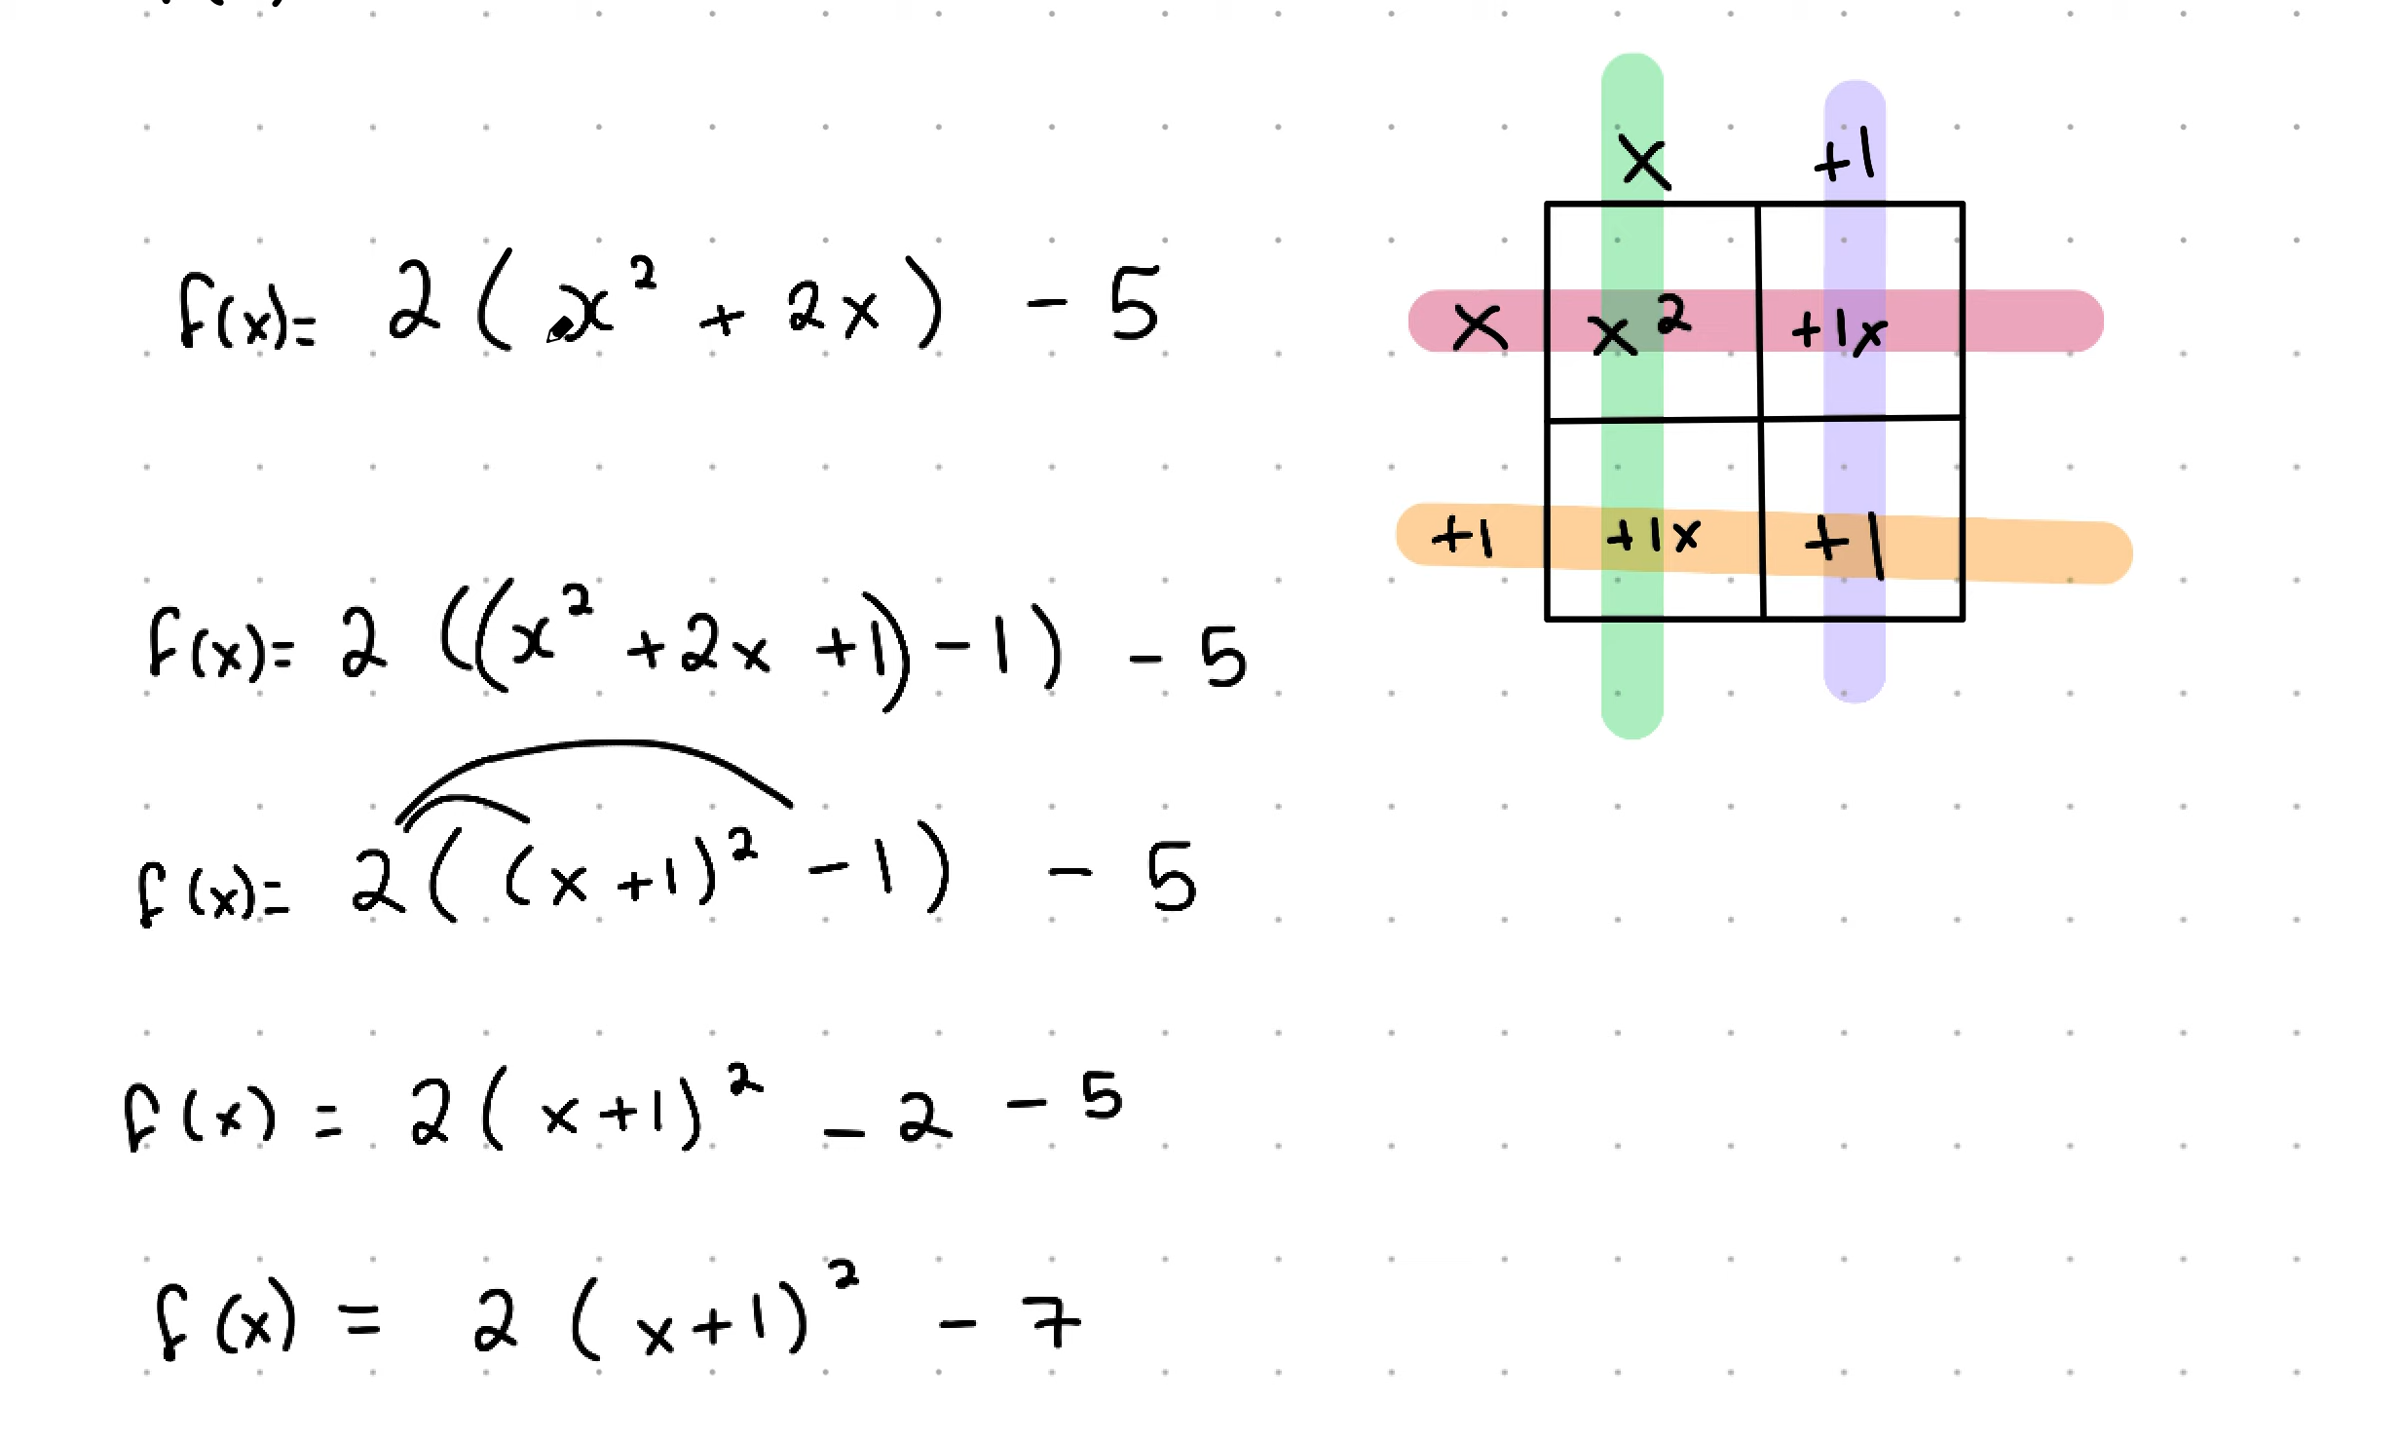 f(x)= 2(x² + 2x) - 5
f(x)= 2((x² +2x +1) -1) - 5
f(x)= 2((x+1)² -1) - 5
f(x) = 2(x+1)² - 2 - 5
f(x) = 2(x+1)² - 7
x +1
x x² +1x
+1 +1x +1